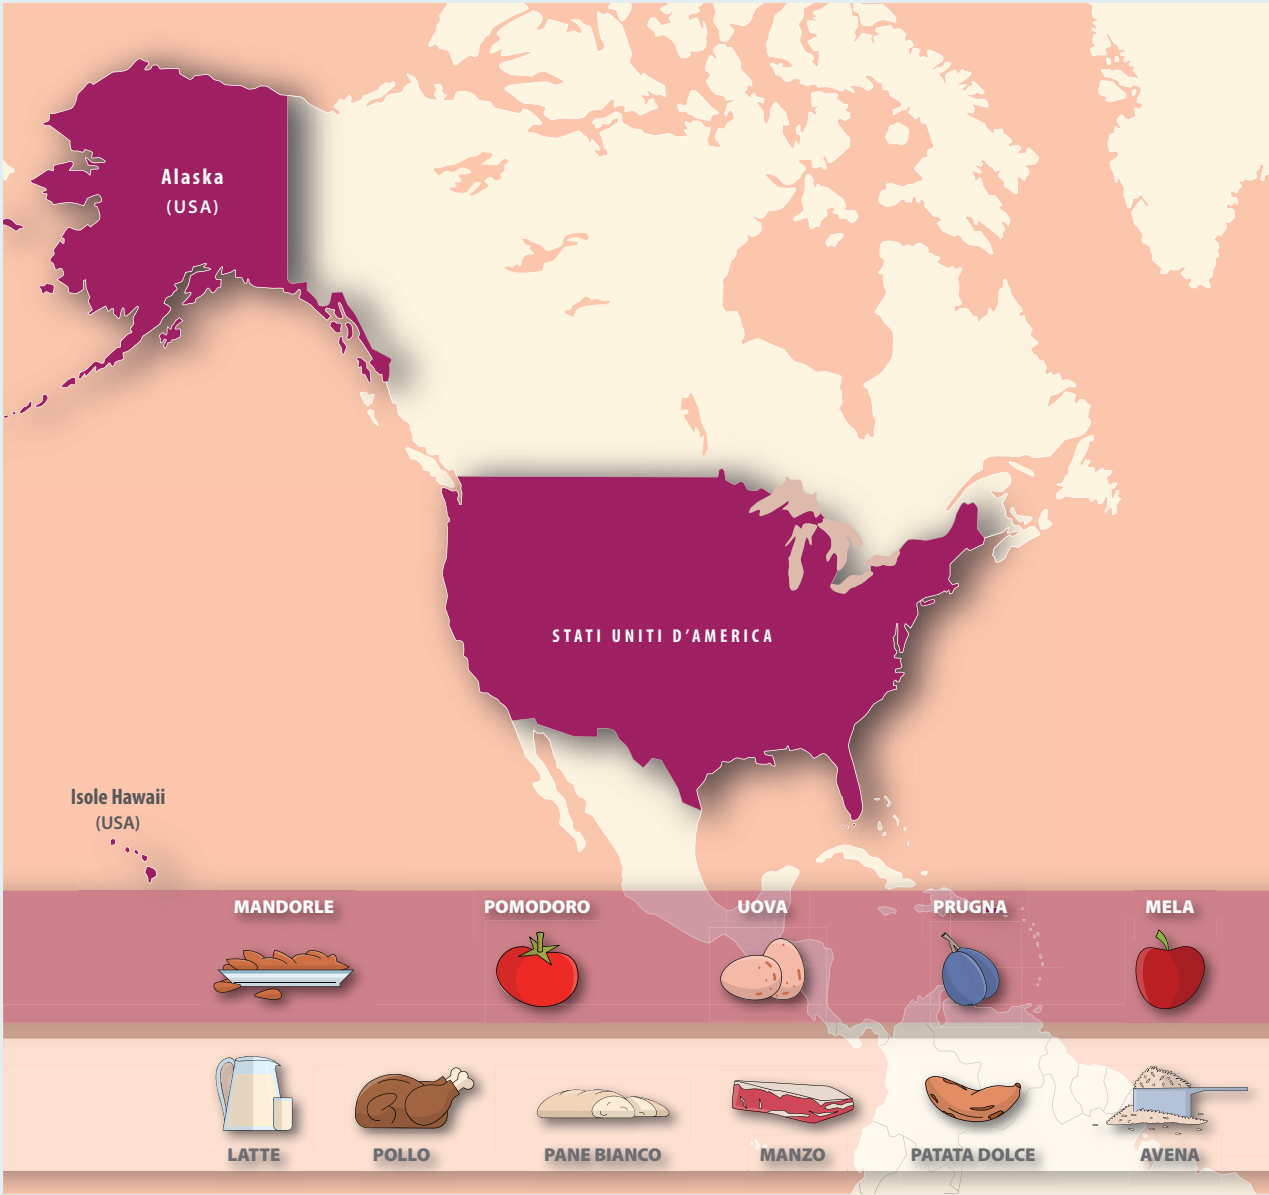 Alaska
(USA)
STATI UNITI D’AMERICA
Isole Hawaii
(USA)
MANDORLE
POMODORO
UOVA
PRUGNA
MELA
LATTE
POLLO
PANE BIANCO
MANZO
PATATA DOLCE
AVENA